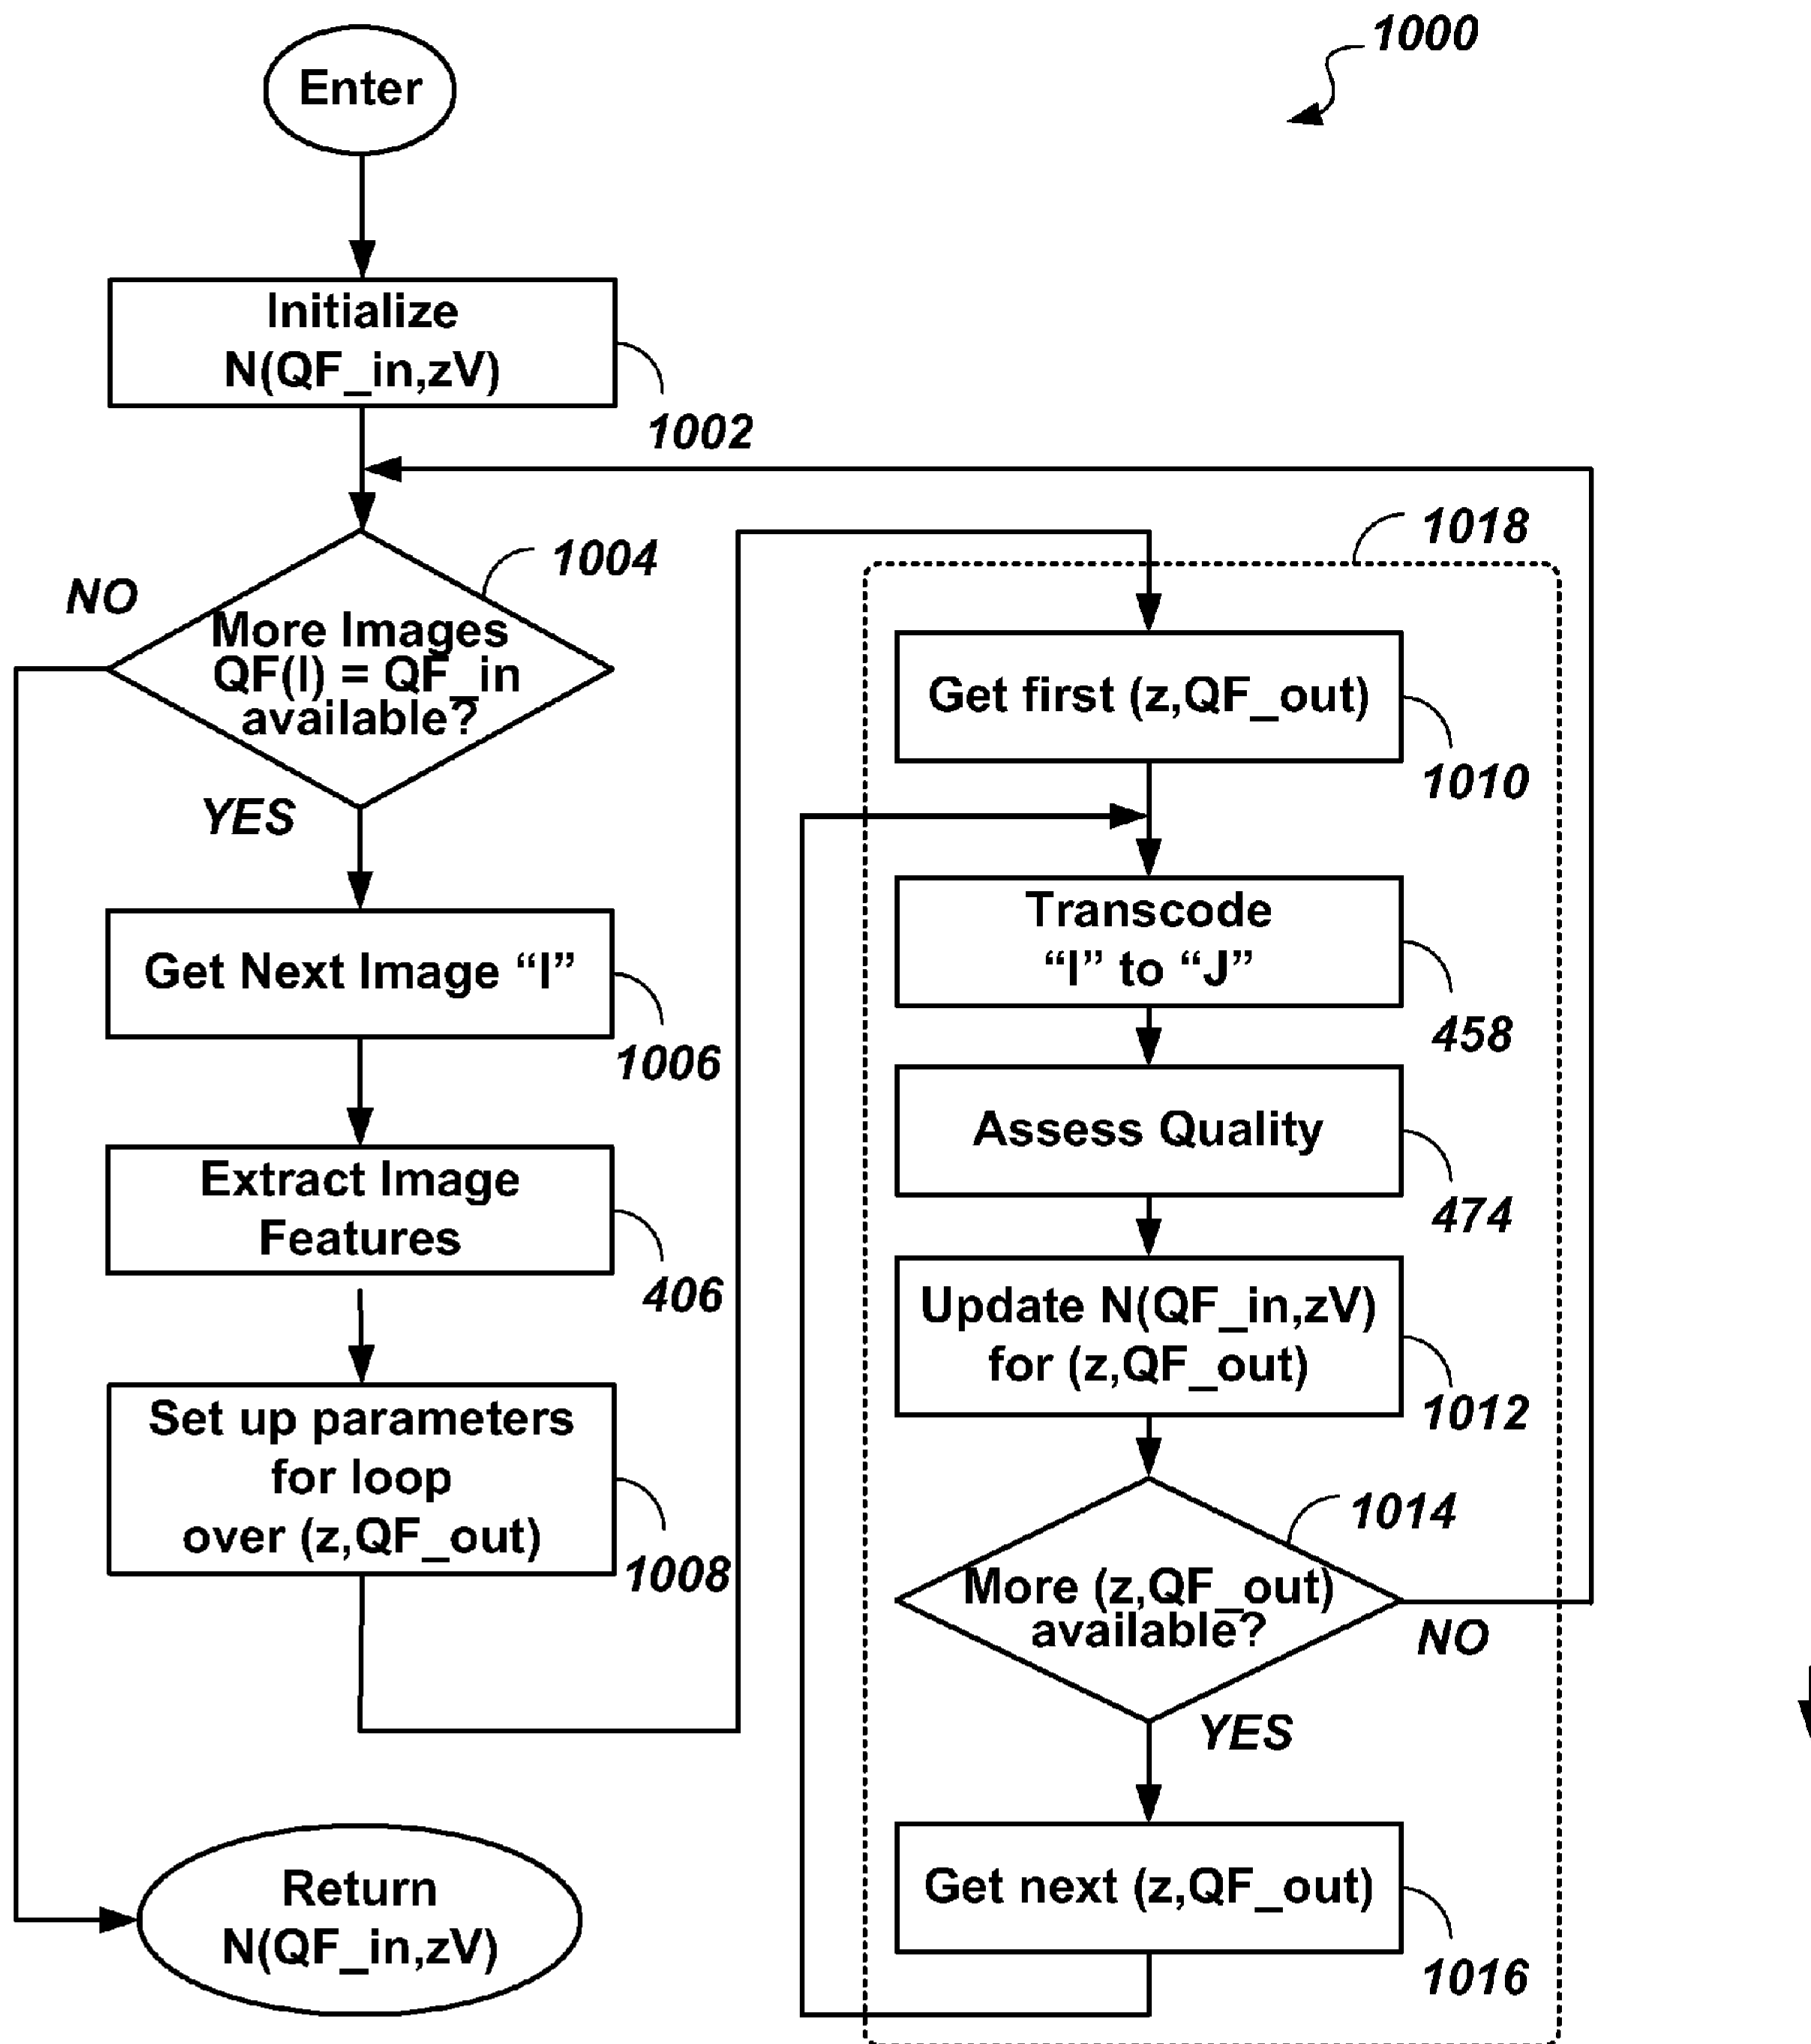 1000
Enter
Initialize
N(QF_in,zV)
1002
NO
1004
More Images
QF(I) = QF_in
available?
YES
Get Next Image “I”
1006
Extract Image
Features
406
Set up parameters
for loop
over (z,QF_out)
1008
Return
N(QF_in,zV)
1018
Get first (z,QF_out)
1010
Transcode
“I” to “J”
458
Assess Quality
474
Update N(QF_in,zV)
for (z,QF_out)
1012
1014
More (z,QF_out)
available?
NO
YES
Get next (z,QF_out)
1016